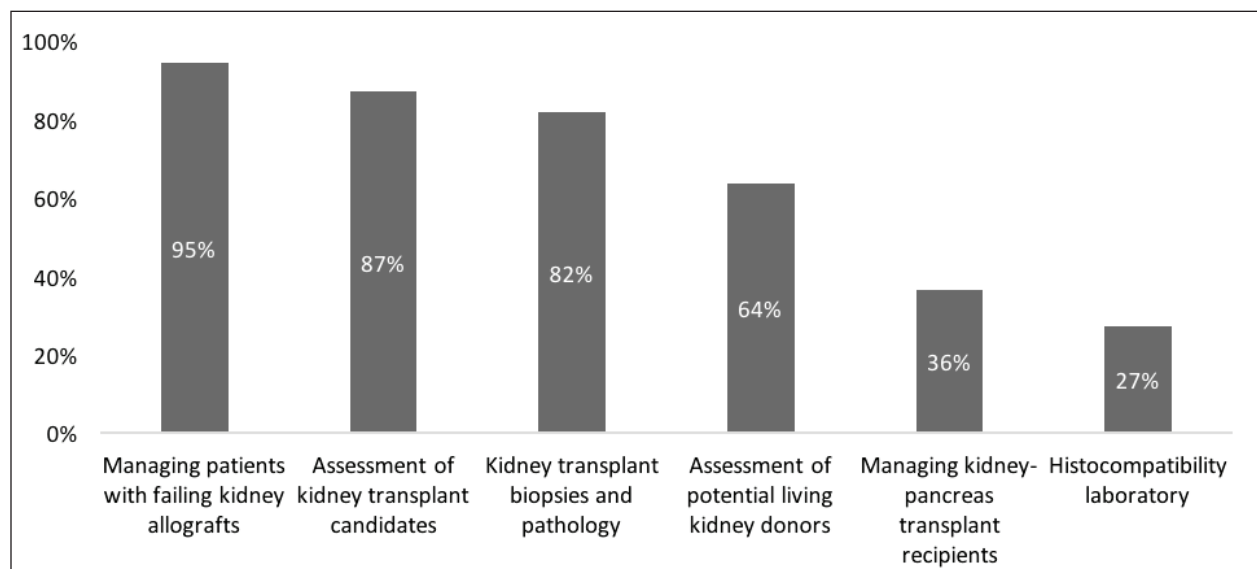 100%
80%
60%
40%
20%
0%
95%
87%
82%
64%
36%
27%
Managing patients
with failing kidney
allografts
Assessment of
kidney transplant
candidates
Kidney transplant
biopsies and
pathology
Assessment of
potential living
kidney donors
Managing kidney-
pancreas
transplant
recipients
Histocompatibility
laboratory